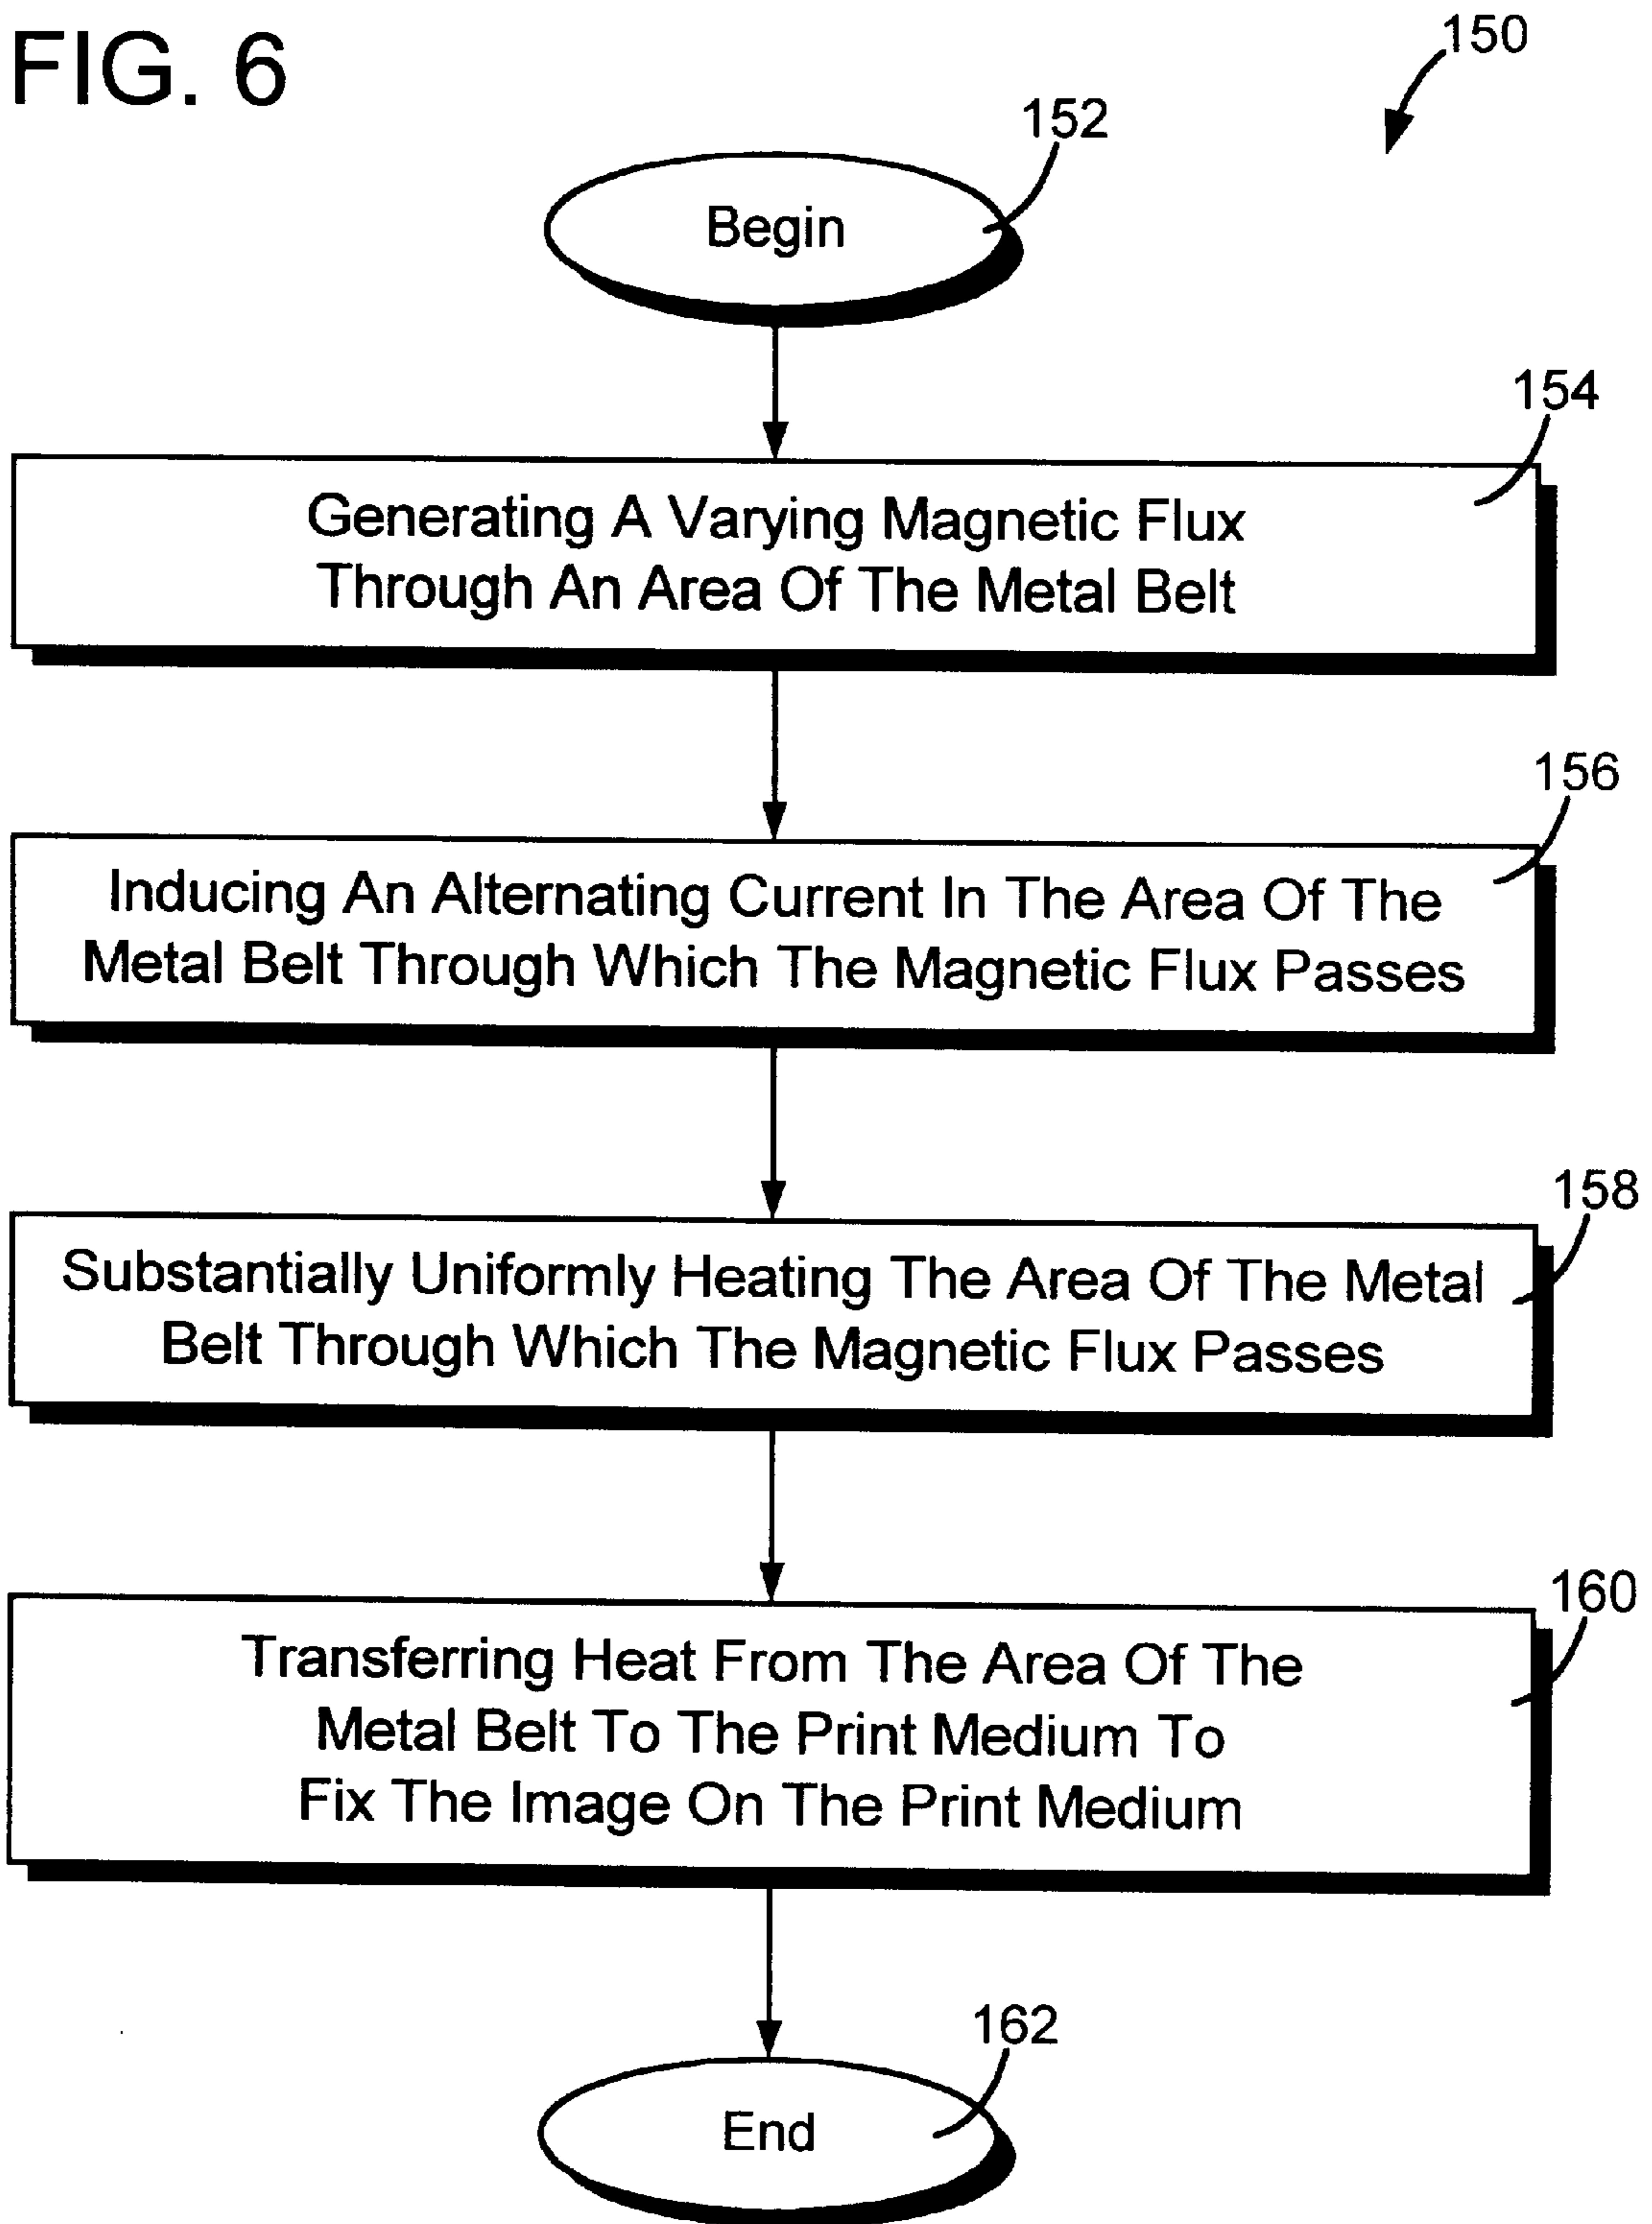 FIG. 6
150
152
Begin
154
Generating A Varying Magnetic Flux
Through An Area Of The Metal Belt
156
Inducing An Alternating Current In The Area Of The
Metal Belt Through Which The Magnetic Flux Passes
158
Substantially Uniformly Heating The Area Of The Metal
Belt Through Which The Magnetic Flux Passes
160
Transferring Heat From The Area Of The
Metal Belt To The Print Medium To
Fix The Image On The Print Medium
162
End